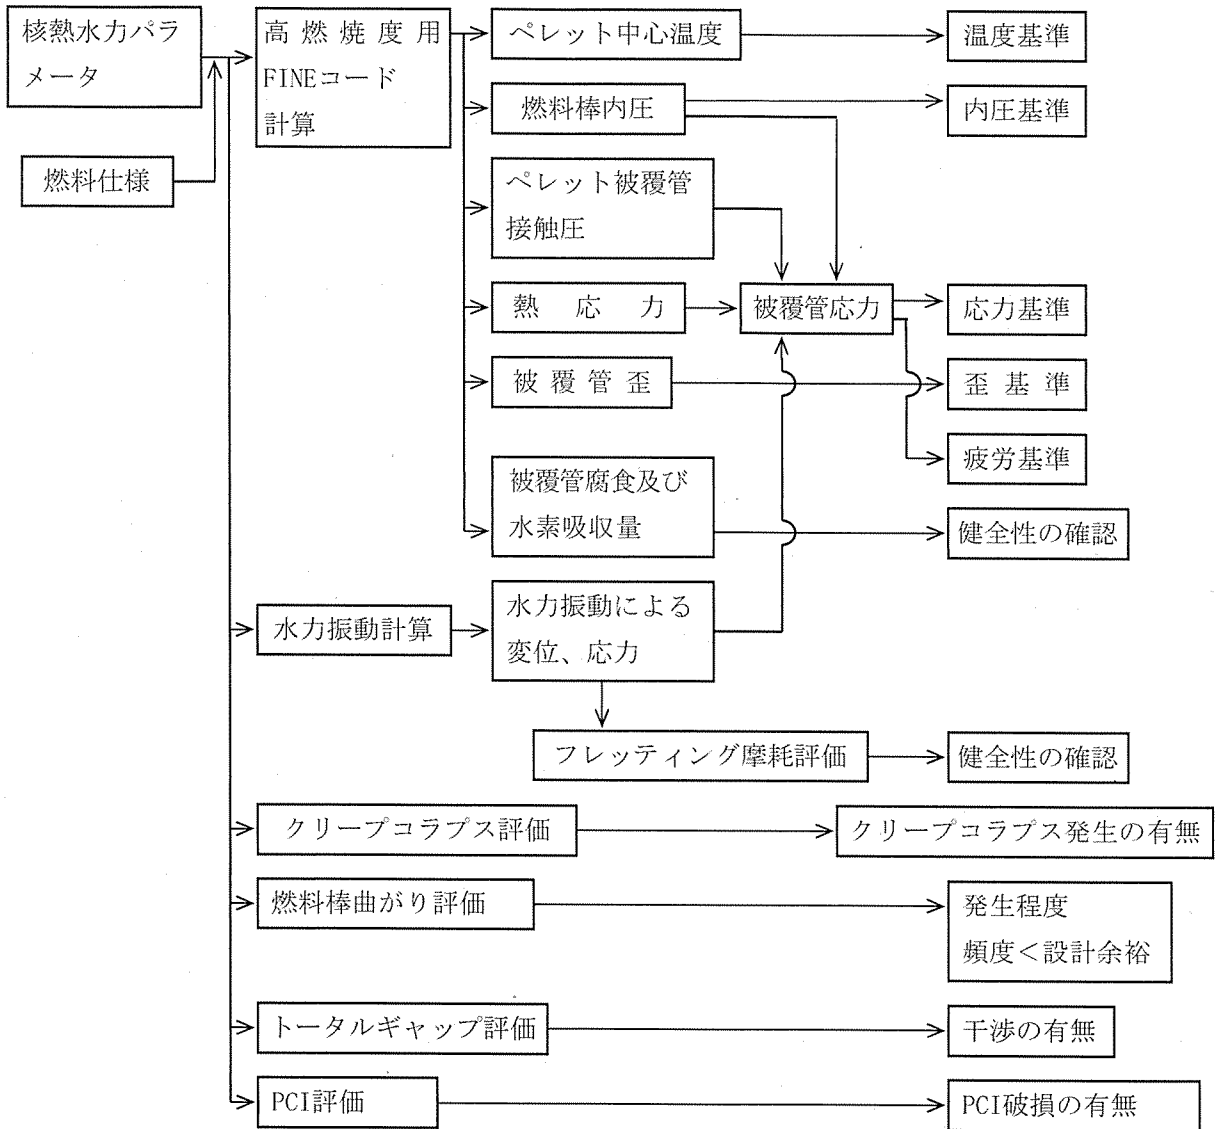 核熱水力パラ
メータ
燃料仕様
高燃焼度用
FINEコード
計算
ペレット中心温度
温度基準
燃料棒内圧
内圧基準
ペレット被覆管
接触圧
熱応力
被覆管応力
応力基準
被覆管歪
歪基準
疲労基準
被覆管腐食及び
水素吸収量
健全性の確認
水力振動計算
水力振動による
変位、応力
フレッティング摩耗評価
健全性の確認
クリープコラプス評価
クリープコラプス発生の有無
燃料棒曲がり評価
発生程度
頻度<設計余裕
トータルギャップ評価
干渉の有無
PCI評価
PCI破損の有無